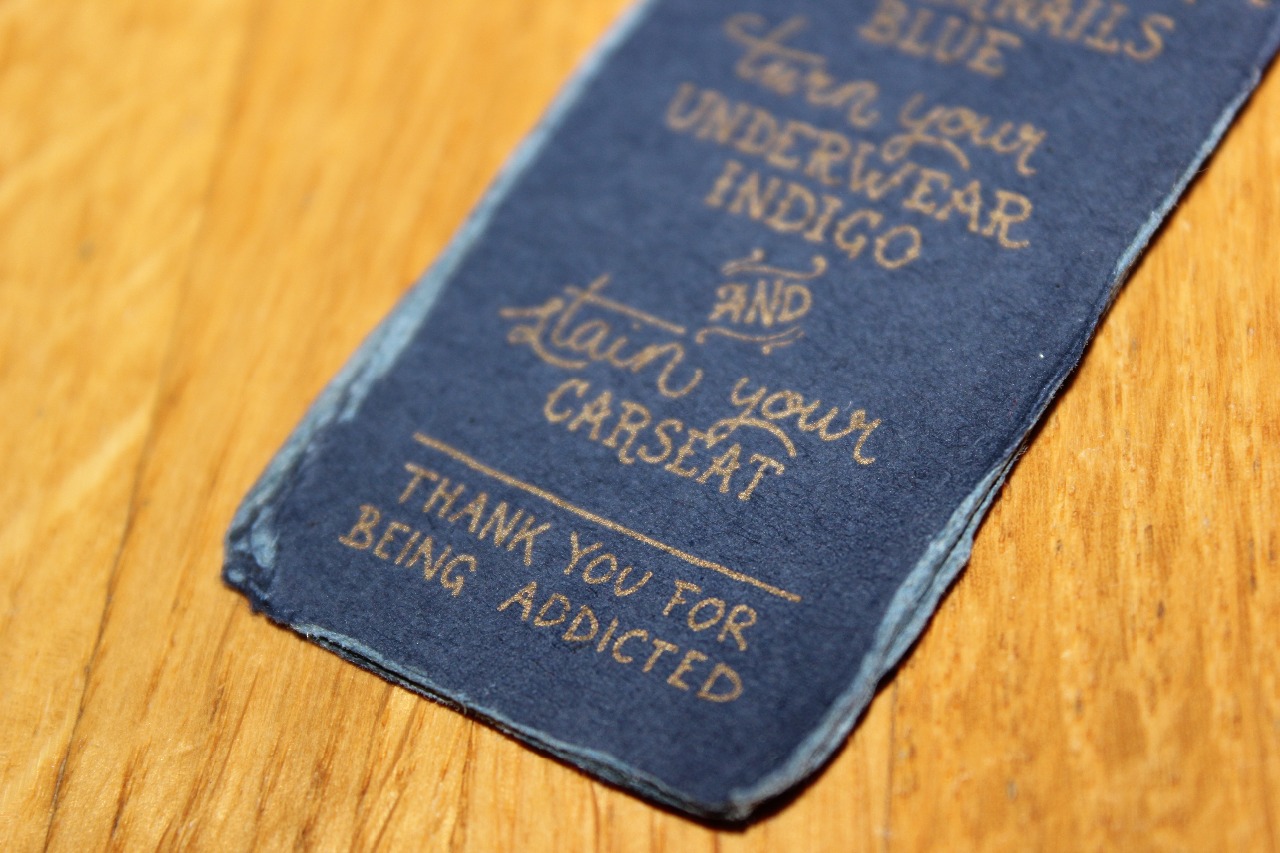 BLUE
turn your
UNDERWEAR
INDIGO
AND
stain your
CARSEAT
THANK YOU FOR
BEING ADDICTED